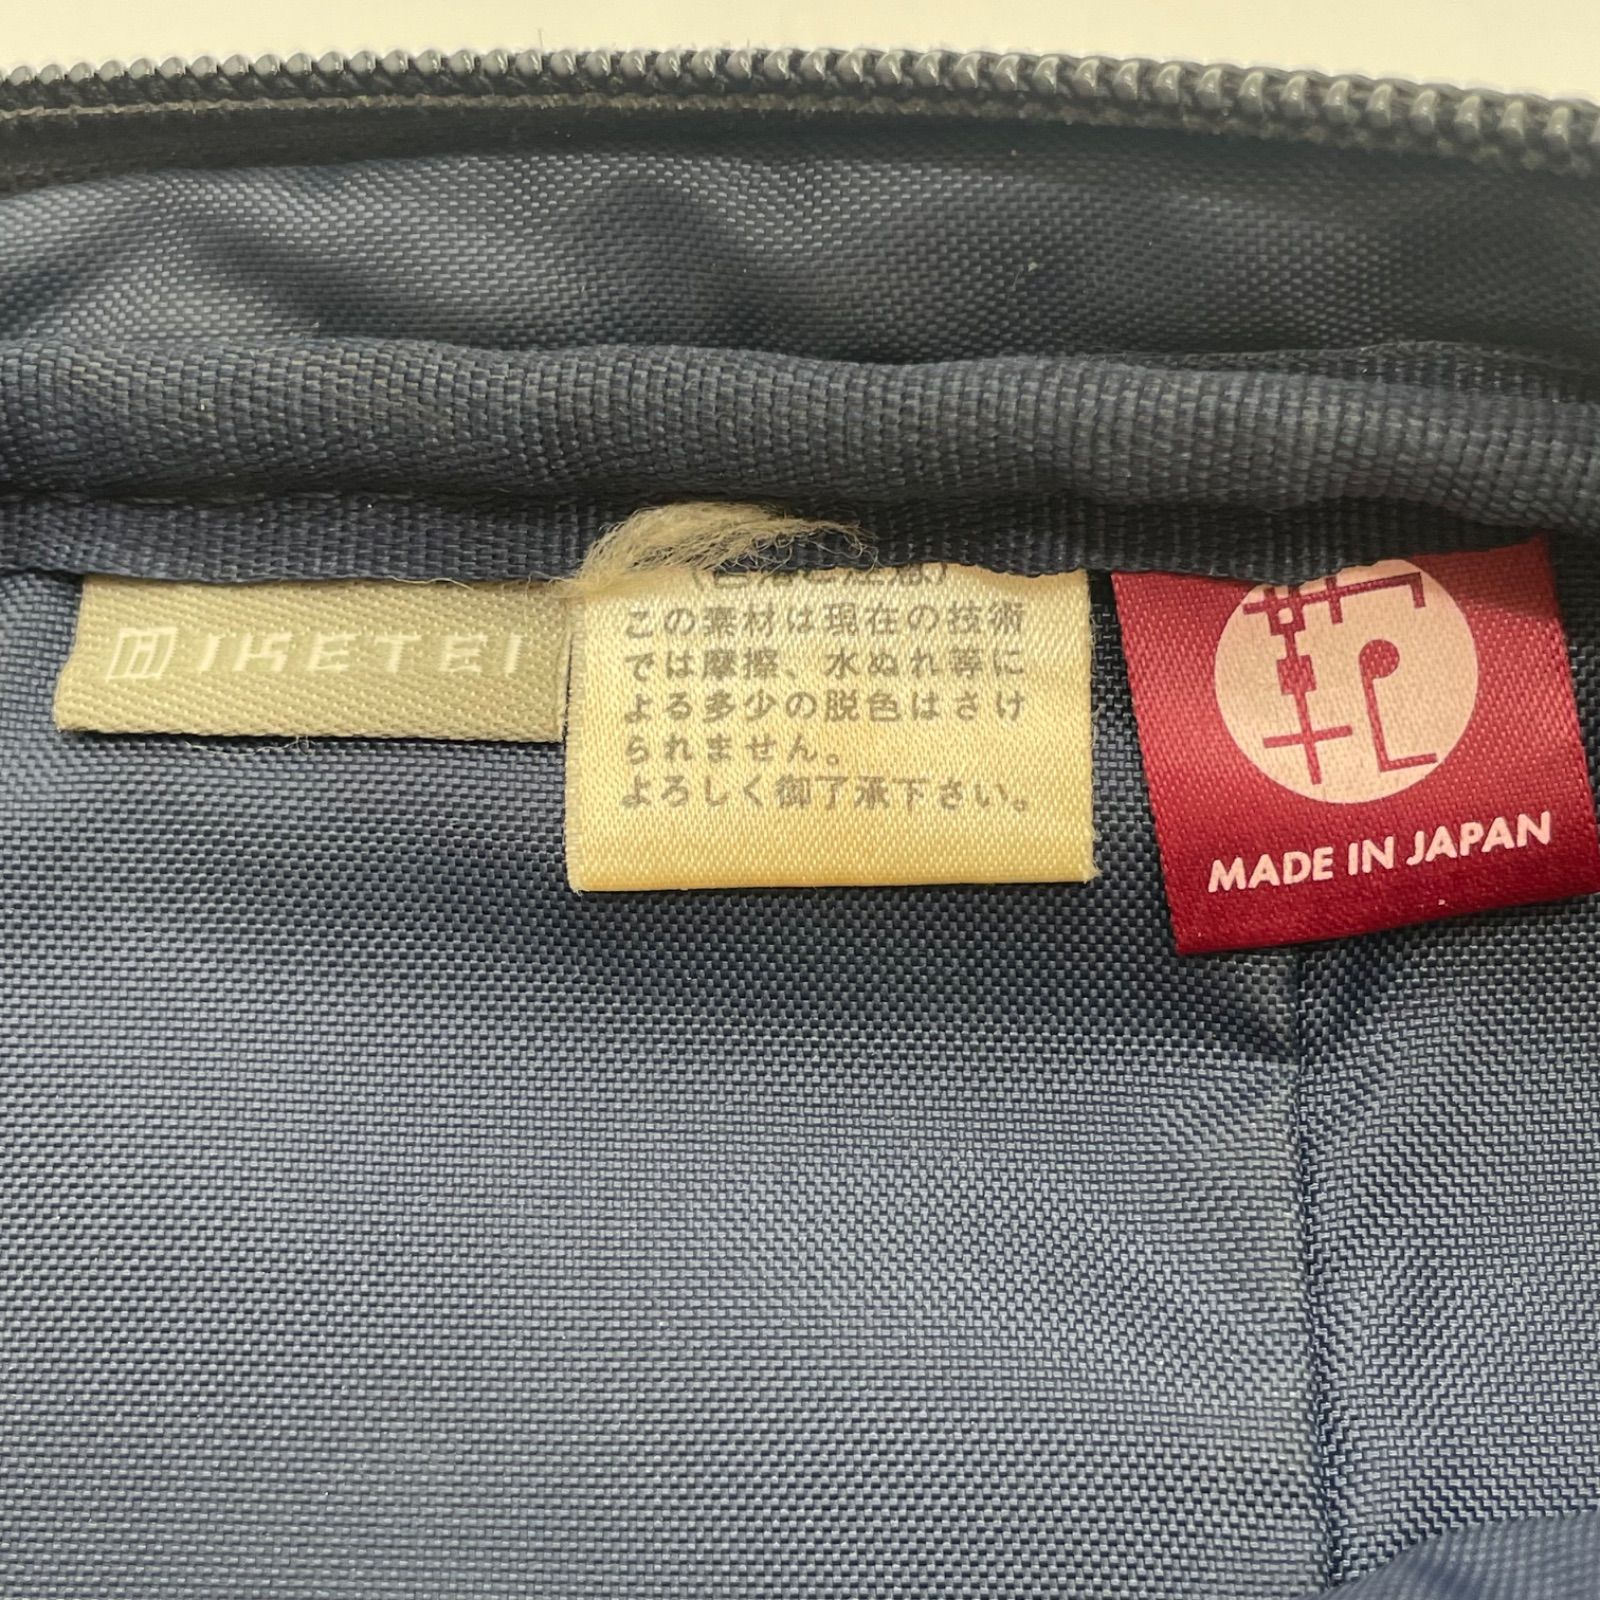 IKETEI
この素材は現在の技術
では摩擦、水ぬれ等に
よる多少の脱色はさけ
られません。
よろしく御了承下さい。
MADE IN JAPAN